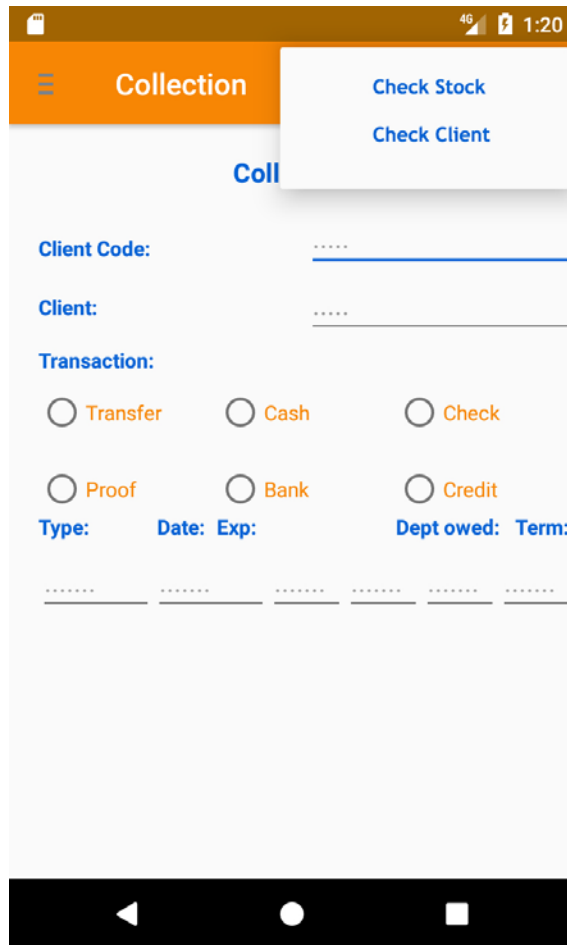 4G 1:20
Collection
Check Stock
Check Client
Coll
Client Code:
.....
Client:
.....
Transaction:
Transfer Cash Check
Proof Bank Credit
Type: Date: Exp: Dept owed: Term:
....... ....... ....... ....... ....... .......